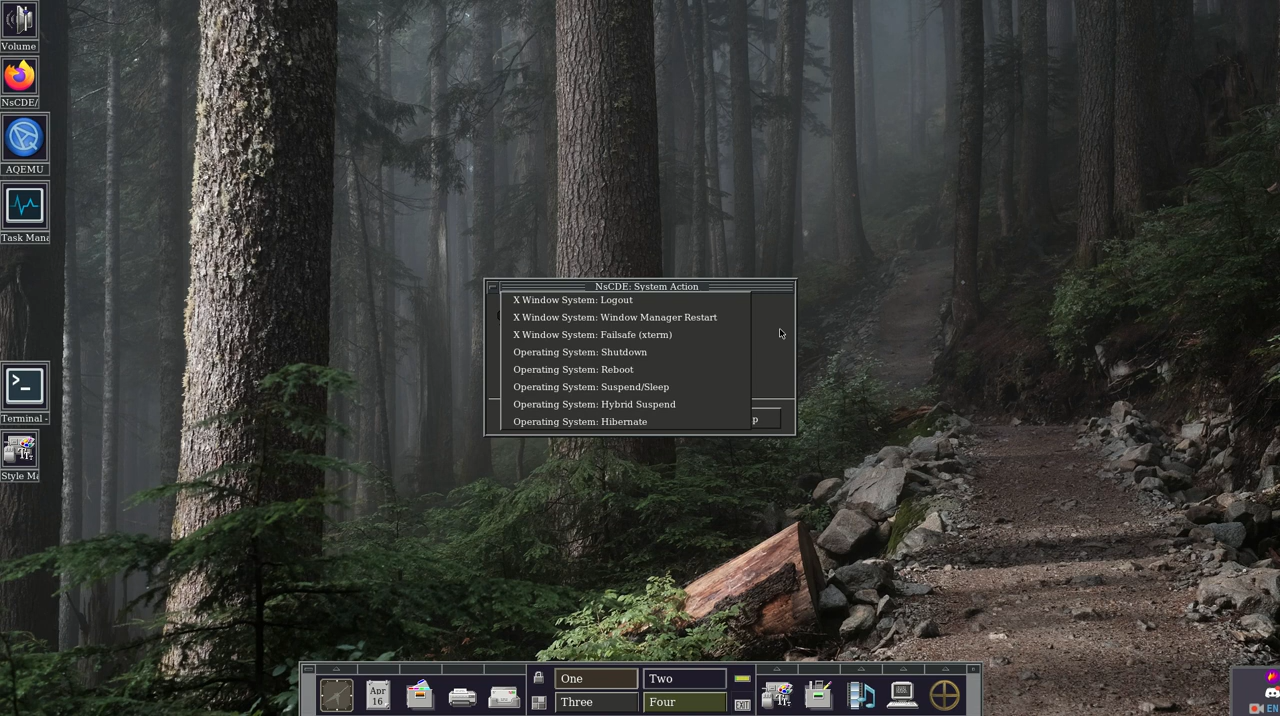 Volume
NsCDE/
AQEMU
Task Man
Terminal -
Style Ma
NsCDE: System Action
X Window System: Logout
X Window System: Window Manager Restart
X Window System: Failsafe (xterm)
Operating System: Shutdown
Operating System: Reboot
Operating System: Suspend/Sleep
Operating System: Hybrid Suspend
Operating System: Hibernate
p
Apr
16
One
Two
Three
Four
EXIT
EN